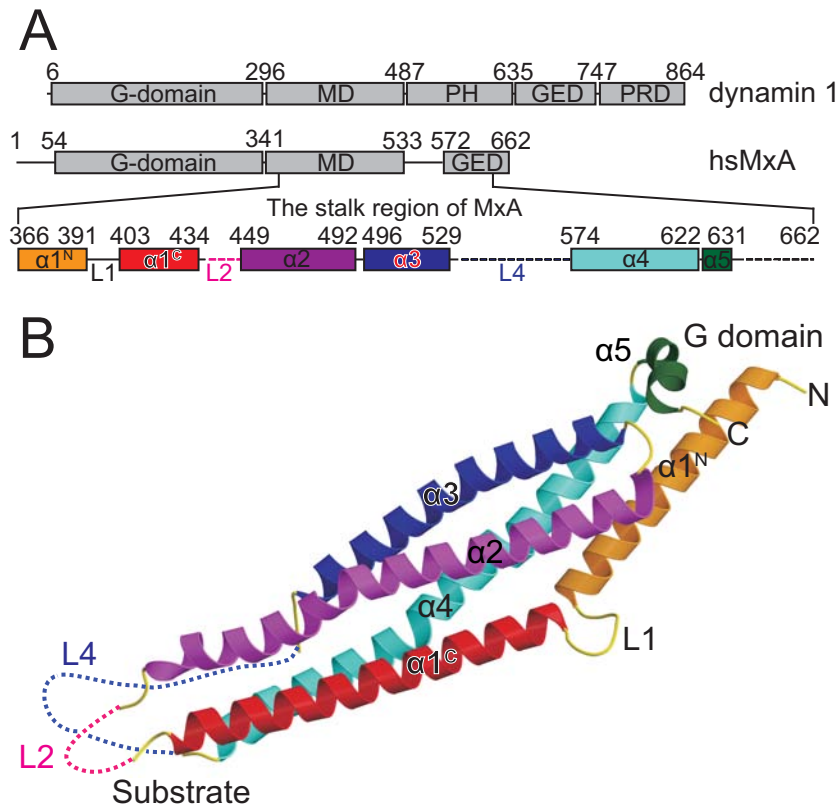 A
6 296 487 635 747 864
G-domain MD PH GED PRD dynamin 1
1 54 341 533 572 662
G-domain MD GED hsMxA
The stalk region of MxA
366 391 403 434 449 492 496 529 574 622 631 662
α1N L1 α1C L2 α2 α3 L4 α4 α5
B
α5 G domain
N
C
α1N
α3
α2
α4
L1
α1C
L4
L2
Substrate